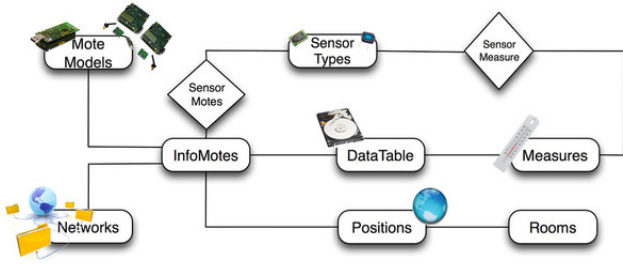 Mote
Models
Sensor
Types
Sensor
Measure
Sensor
Motes
InfoMotes
DataTable
Measures
Networks
Positions
Rooms